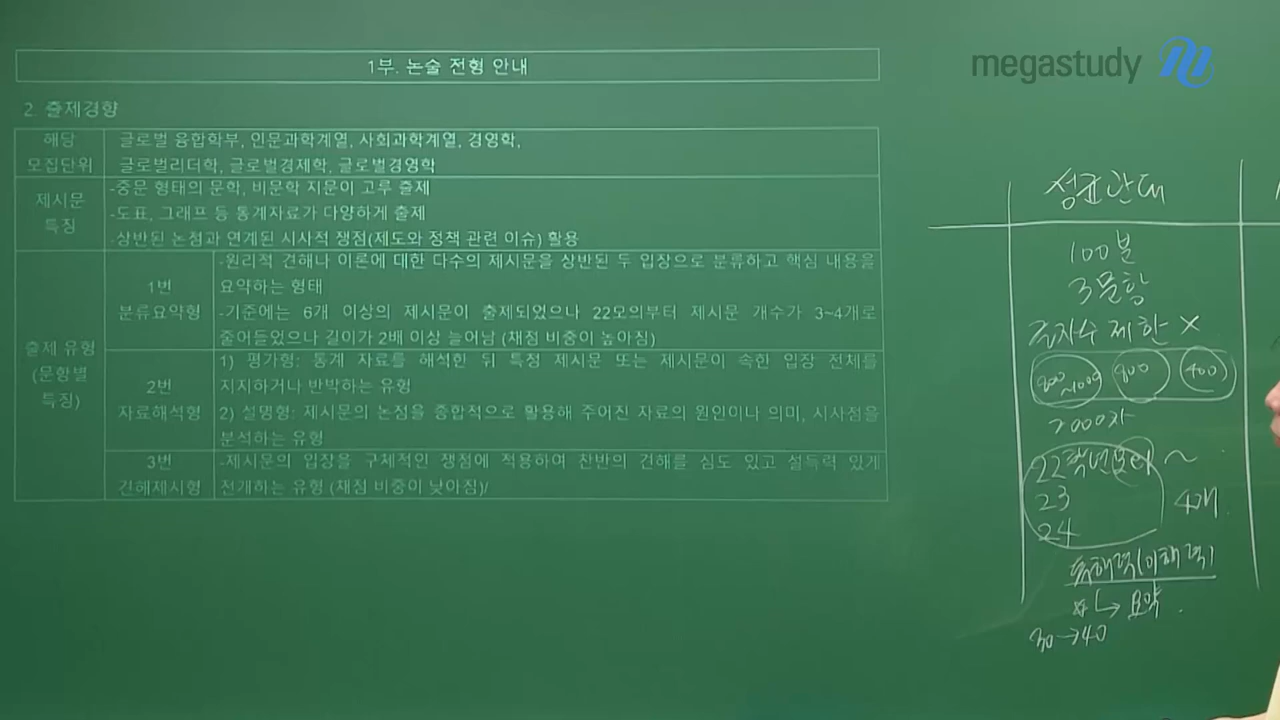 megastudy
1부. 논술 전형 안내
2. 출제경향
해당
모집단위
글로벌 융합학부, 인문과학계열, 사회과학계열, 경영학,
글로벌리더학, 글로벌경제학, 글로벌경영학
제시문
특징
-중문 형태의 문학, 비문학 지문이 고루 출제
-도표, 그래프 등 통계자료가 다양하게 출제
-상반된 논점과 연계된 시사적 쟁점(제도와 정책 관련 이슈) 활용
출제 유형
(문항별
특징)
1번
분류요약형
-원리적 견해나 이론에 대한 다수의 제시문을 상반된 두 입장으로 분류하고 핵심 내용을
요약하는 형태
-기존에는 6개 이상의 제시문이 출제되었으나 22모의부터 제시문 개수가 3~4개로
줄어들었으나 길이가 2배 이상 늘어남 (채점 비중이 높아짐)
2번
자료해석형
1) 평가형: 통계 자료를 해석한 뒤 특정 제시문 또는 제시문이 속한 입장 전체를
지지하거나 반박하는 유형
2) 설명형: 제시문의 논점을 종합적으로 활용해 주어진 자료의 원인이나 의미, 시사점을
분석하는 유형
3번
견해제시형
-제시문의 입장을 구체적인 쟁점에 적용하여 찬반의 견해를 심도 있고 설득력 있게
전개하는 유형 (채점 비중이 낮아짐)/
성균관대
100분
3문항
글자수 제한 X
800 400
2000자
22학년모의 ~
23
24
4개
독해력(이해력)
↳ 요약.
30→40